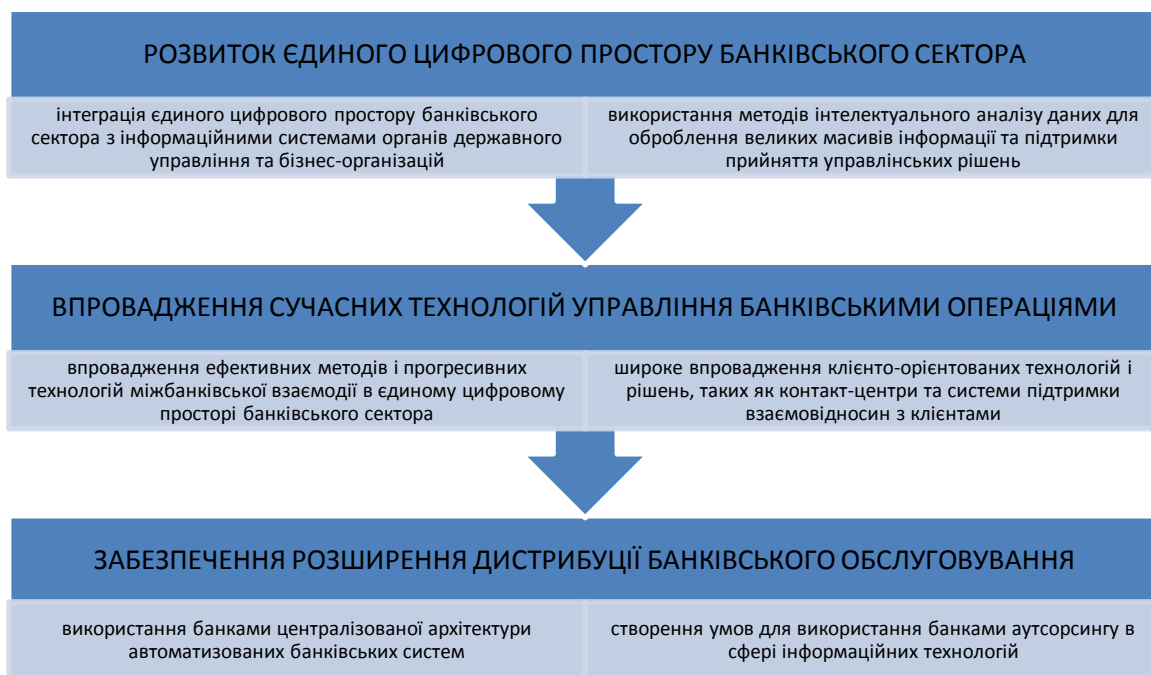 РОЗВИТОК ЄДИНОГО ЦИФРОВОГО ПРОСТОРУ БАНКІВСЬКОГО СЕКТОРА
інтеграція єдиного цифрового простору банківського
сектора з інформаційними системами органів державного
управління та бізнес-організацій
використання методів інтелектуального аналізу даних для
оброблення великих масивів інформації та підтримки
прийняття управлінських рішень
ВПРОВАДЖЕННЯ СУЧАСНИХ ТЕХНОЛОГІЙ УПРАВЛІННЯ БАНКІВСЬКИМИ ОПЕРАЦІЯМИ
впровадження ефективних методів і прогресивних
технологій міжбанківської взаємодії в єдиному цифровому
просторі банківського сектора
широке впровадження клієнто-орієнтованих технологій і
рішень, таких як контакт-центри та системи підтримки
взаємовідносин з клієнтами
ЗАБЕЗПЕЧЕННЯ РОЗШИРЕННЯ ДИСТРИБУЦІЇ БАНКІВСЬКОГО ОБСЛУГОВУВАННЯ
використання банками централізованої архітектури
автоматизованих банківських систем
створення умов для використання банками аутсорсингу в
сфері інформаційних технологій